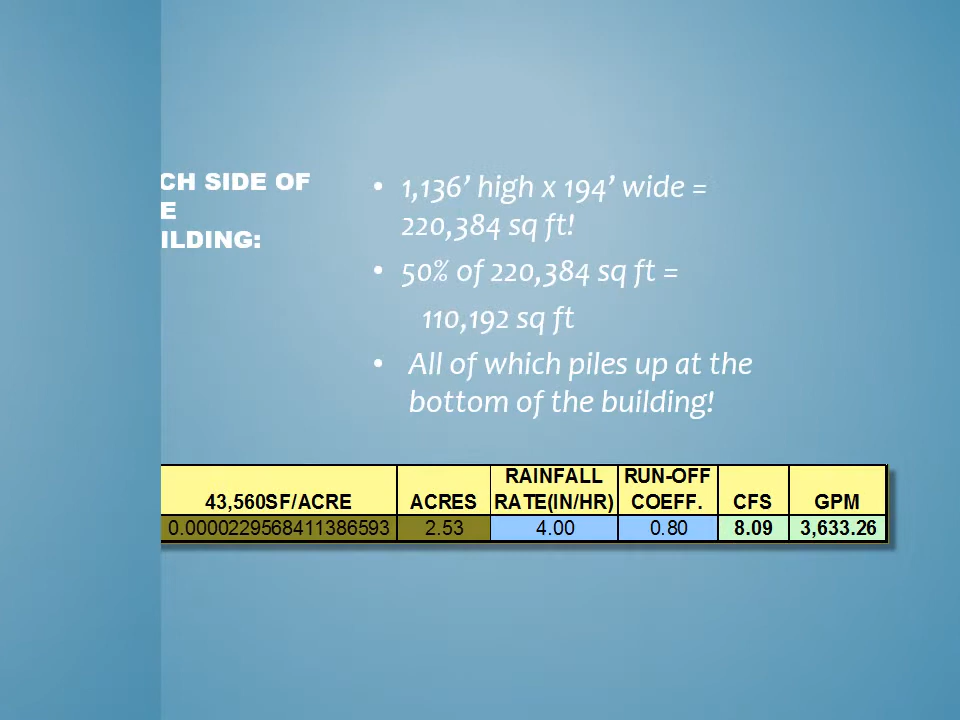 CH SIDE OF
E
ILDING:
• 1,136’ high x 194’ wide =
220,384 sq ft!
• 50% of 220,384 sq ft =
110,192 sq ft
• All of which piles up at the
bottom of the building!
43,560SF/ACRE ACRES RAINFALL RATE(IN/HR) RUN-OFF COEFF. CFS GPM
0.0000229568411386593 2.53 4.00 0.80 8.09 3,633.26